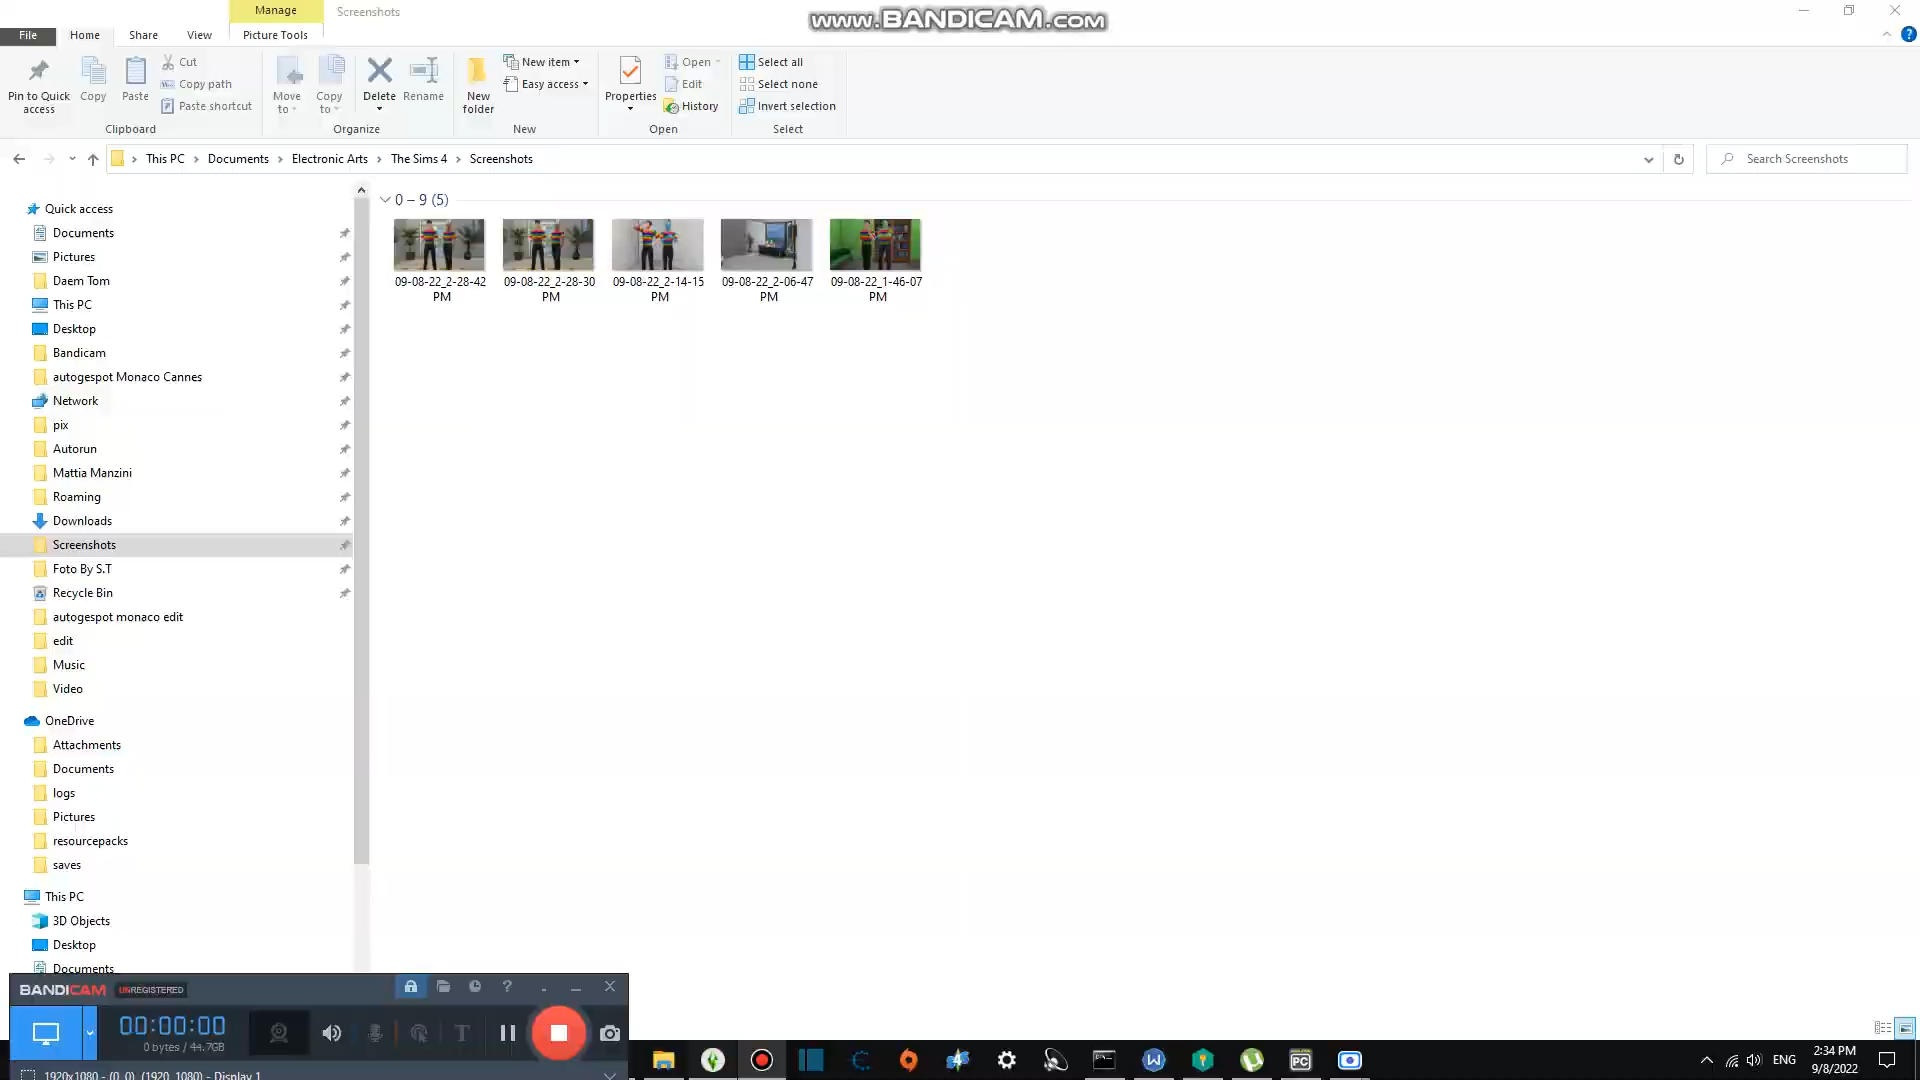 Manage
Screenshots
www.BANDICAM.com
File
Home
Share
View
Picture Tools
Pin to Quick access
Copy
Paste
Cut
Copy path
Paste shortcut
Clipboard
Move to
Copy to
Delete
Rename
Organize
New folder
New item
Easy access
New
Properties
Open
Edit
History
Open
Select all
Select none
Invert selection
Select
This PC
Documents
Electronic Arts
The Sims 4
Screenshots
Search Screenshots
Quick access
Documents
Pictures
Daem Tom
This PC
Desktop
Bandicam
autogespot Monaco Cannes
Network
pix
Autorun
Mattia Manzini
Roaming
Downloads
Screenshots
Foto By S.T
Recycle Bin
autogespot monaco edit
edit
Music
Video
OneDrive
Attachments
Documents
logs
Pictures
resourcepacks
saves
This PC
3D Objects
Desktop
Documents
0 – 9 (5)
09-08-22_2-28-42
PM
09-08-22_2-28-30
PM
09-08-22_2-14-15
PM
09-08-22_2-06-47
PM
09-08-22_1-46-07
PM
BANDICAM
UNREGISTERED
00:00:00
0 bytes / 44.7GB
1920x1080 - (0, 0), (1920, 1080) - Display 1
ENG
2:34 PM
9/8/2022